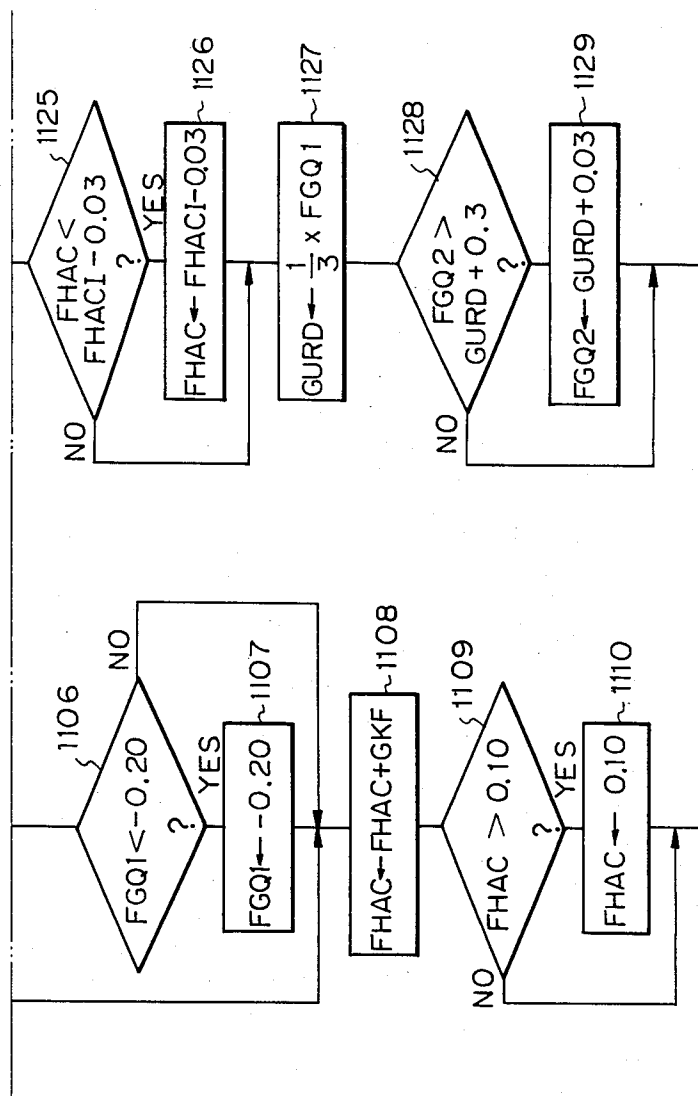 1106
FGQ1<-0.20
?
NO
YES
1107
FGQ1←-0.20
1108
FHAC←FHAC+GKF
1109
FHAC > 0.10
?
NO
YES
1110
FHAC← 0.10
1125
FHAC<
FHACI-0.03
?
NO
YES
1126
FHAC←FHACI-0.03
1127
GURD← 1/3 x FGQ1
1128
FGQ2>
GURD+0.3
?
NO
1129
FGQ2←GURD+0.03